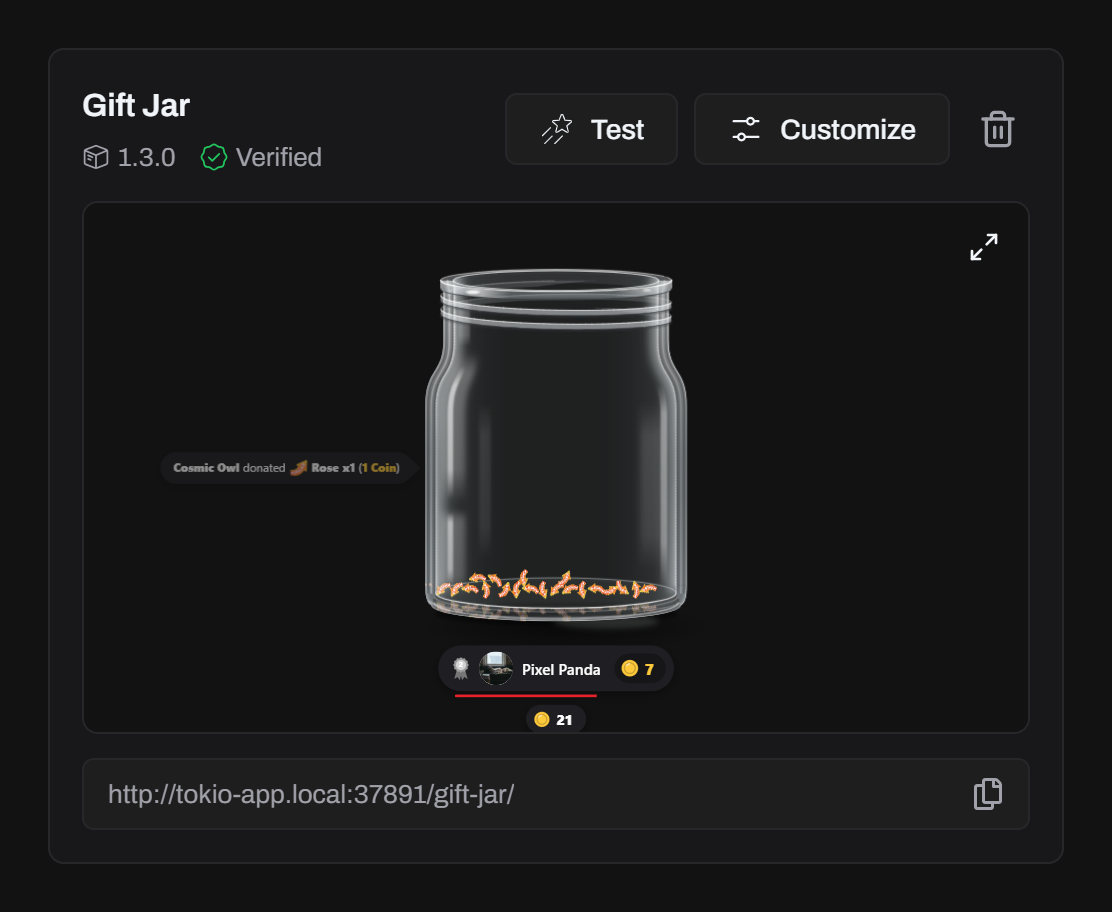 Gift Jar
Test
Customize
1.3.0
Verified
Cosmic Owl donated Rose x1 (1 Coin)
2
Pixel Panda
7
21
http://tokio-app.local:37891/gift-jar/